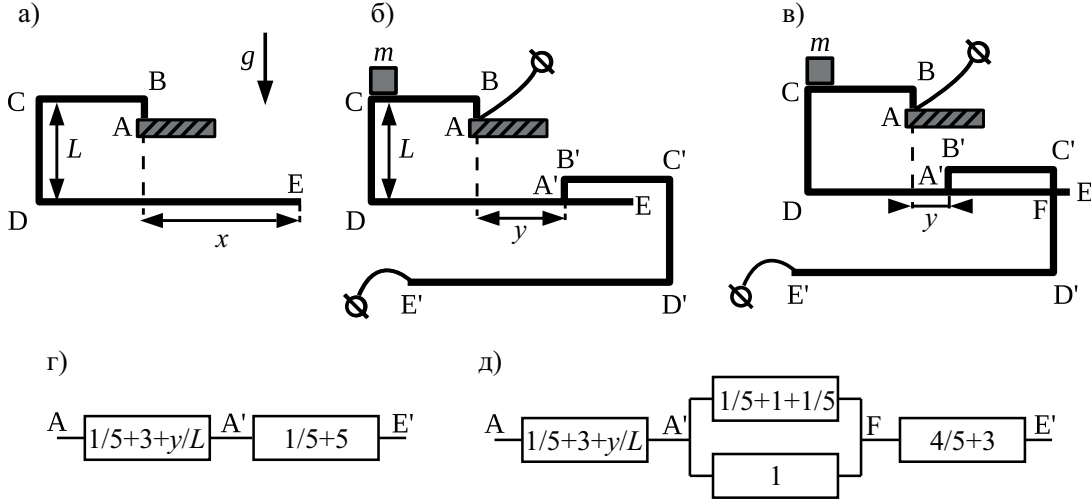 а)
g
B
C
A
L
D
E
x
б)
m
B
C
A
L
B'
C'
A'
D
E
y
E'
D'
в)
m
B
C
A
B'
C'
A'
D
E
F
y
E'
D'
г)
A
1/5+3+y/L
A'
1/5+5
E'
д)
A
1/5+3+y/L
A'
1/5+1+1/5
1
F
4/5+3
E'